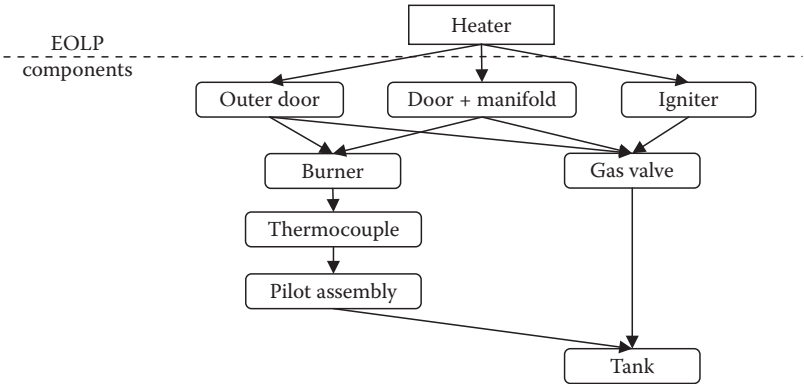 Heater
EOLP
components
Outer door
Door + manifold
Igniter
Burner
Gas valve
Thermocouple
Pilot assembly
Tank